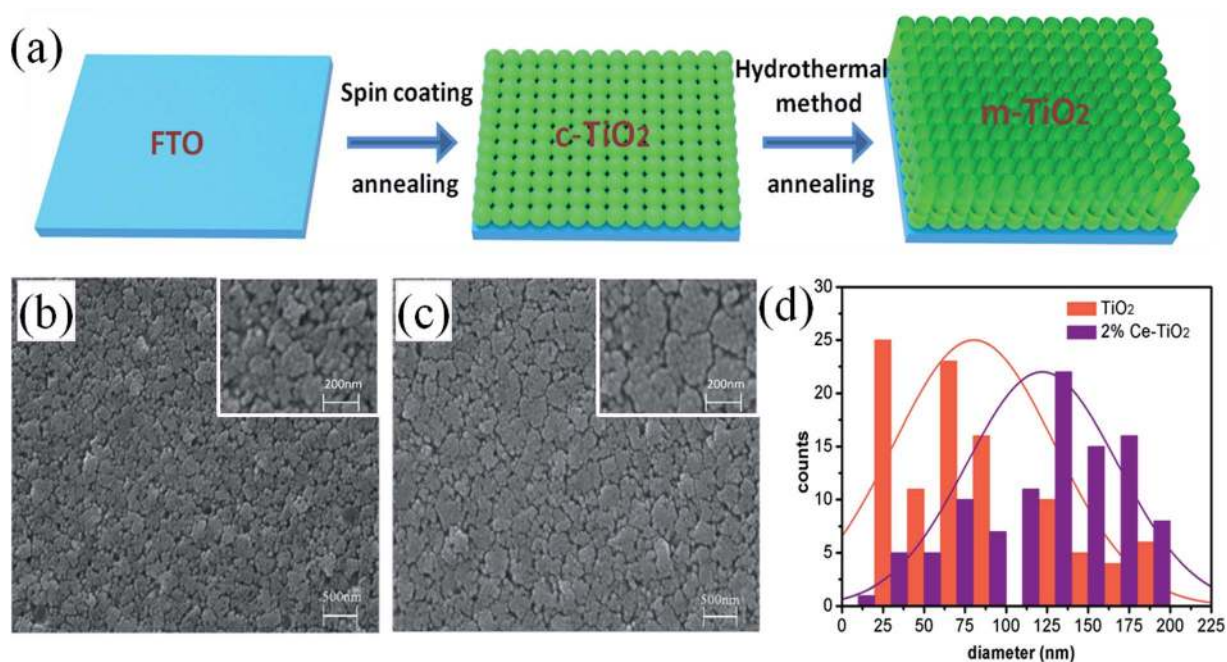 (a)
FTO
Spin coating
annealing
c-TiO₂
Hydrothermal
method
annealing
m-TiO₂
(b)
200nm
500nm
(c)
200nm
500nm
(d)
TiO₂
2% Ce-TiO₂
counts
30
25
20
15
10
5
0
0 25 50 75 100 125 150 175 200 225
diameter (nm)